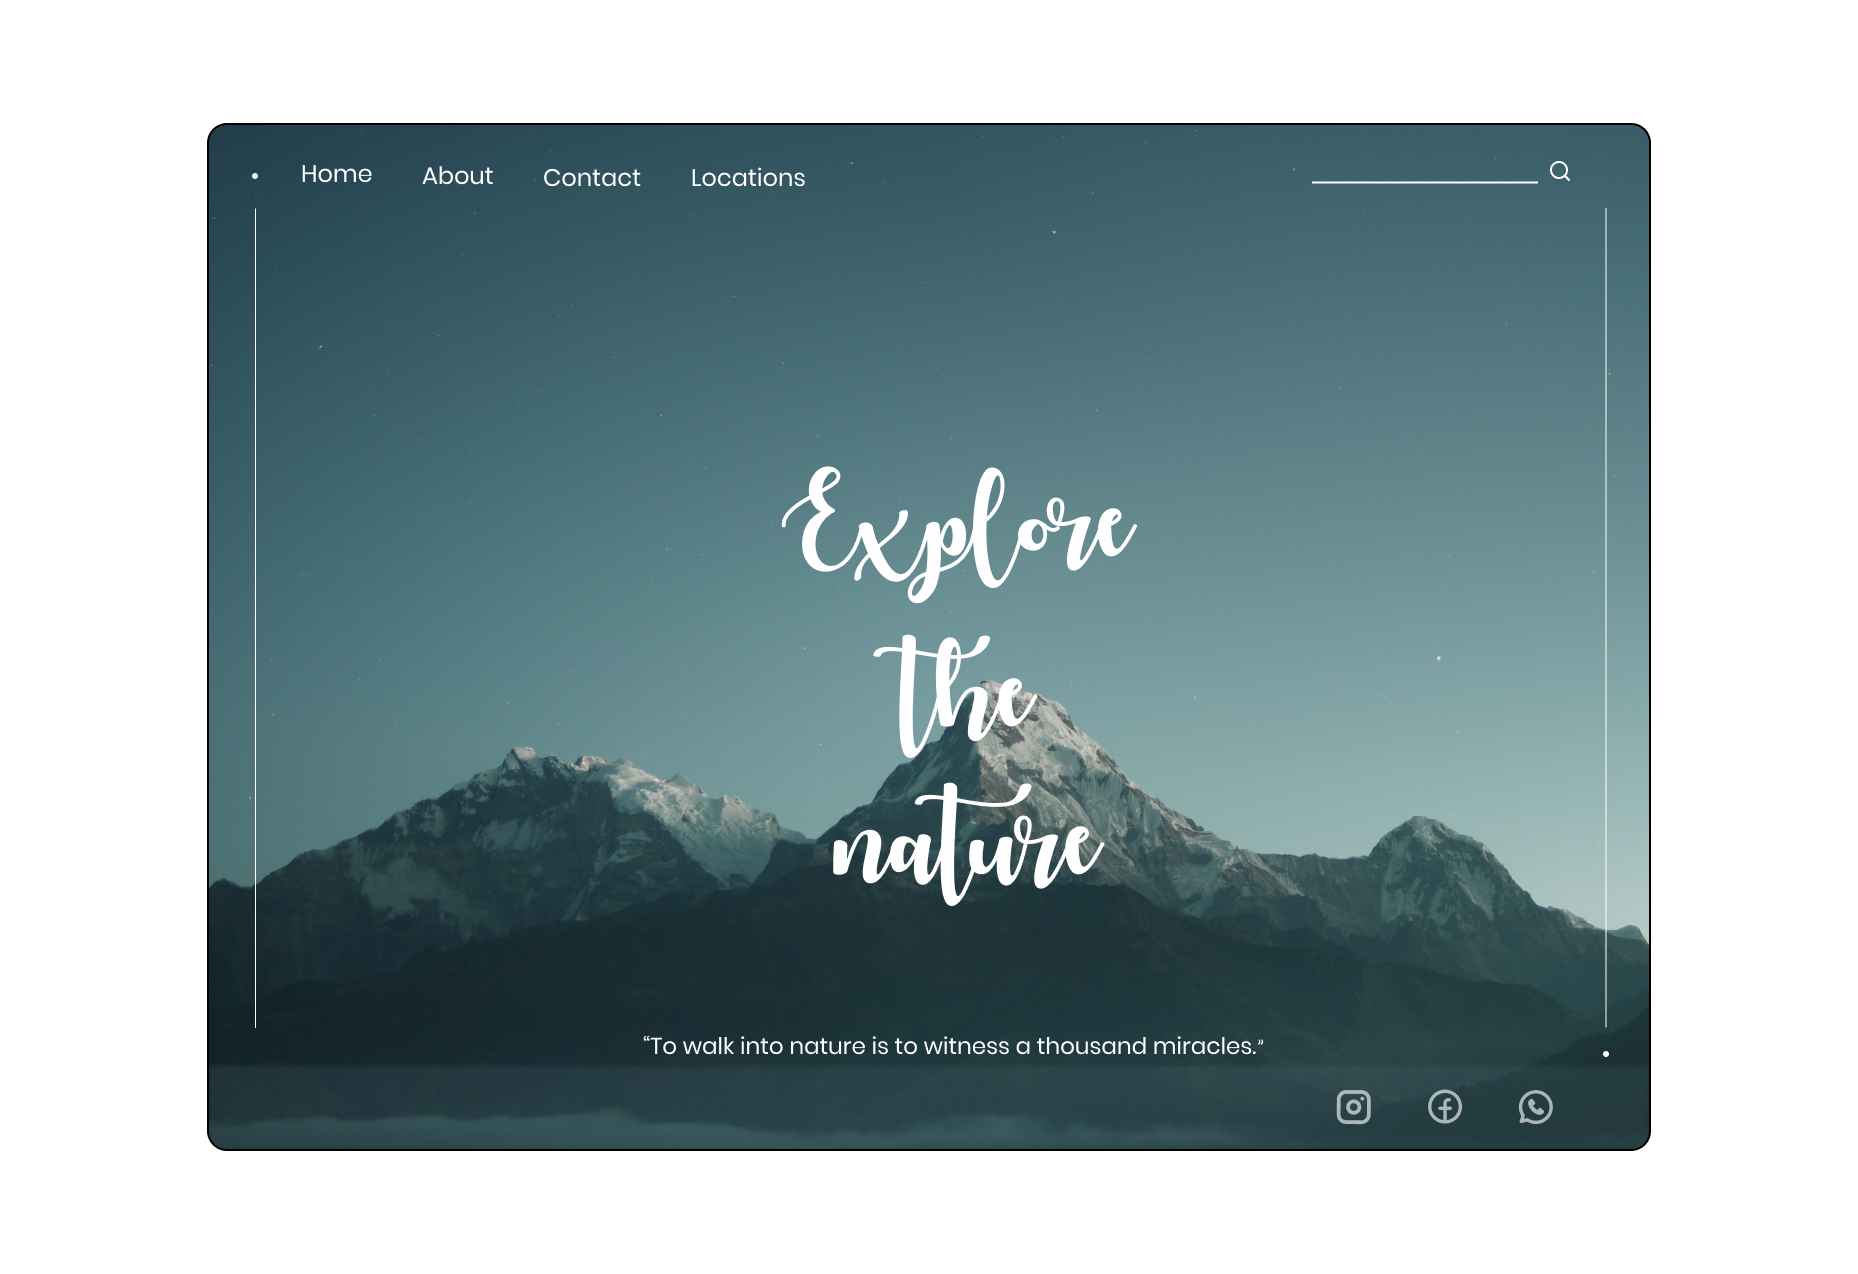 Home About Contact Locations
Explore
the
nature
“To walk into nature is to witness a thousand miracles.”